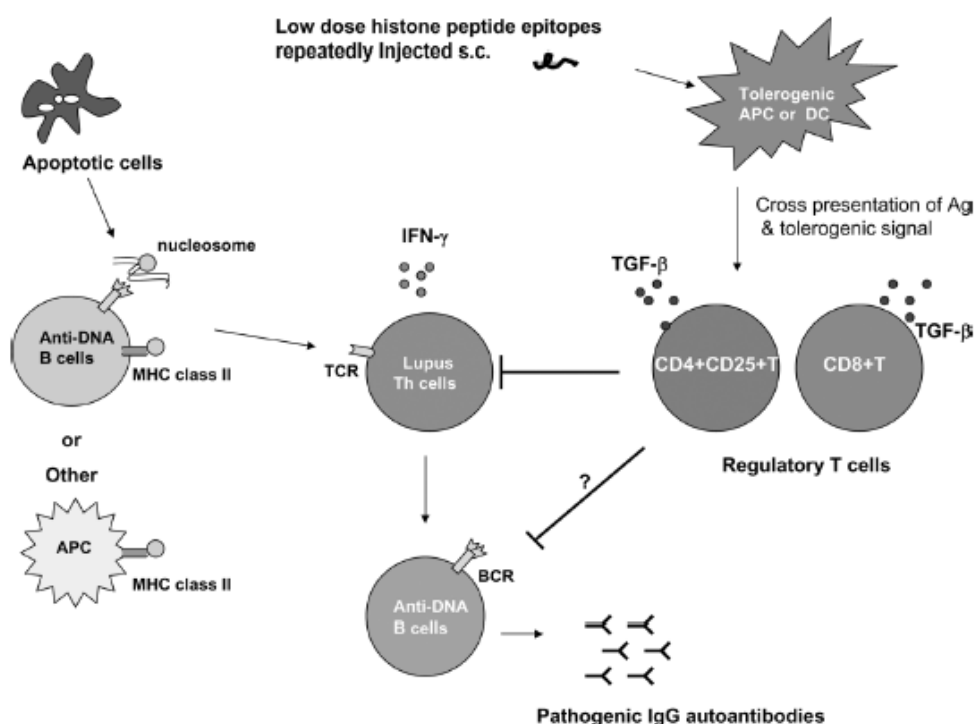 Low dose histone peptide epitopes
repeatedly Injected s.c.
Tolerogenic
APC or DC
Apoptotic cells
Cross presentation of Ag
& tolerogenic signal
nucleosome
IFN-γ
TGF-β
TGF-β
Anti-DNA
B cells
MHC class II
TCR
Lupus
Th cells
CD4+CD25+T
CD8+T
Regulatory T cells
or
Other
?
APC
MHC class II
BCR
Anti-DNA
B cells
Pathogenic IgG autoantibodies